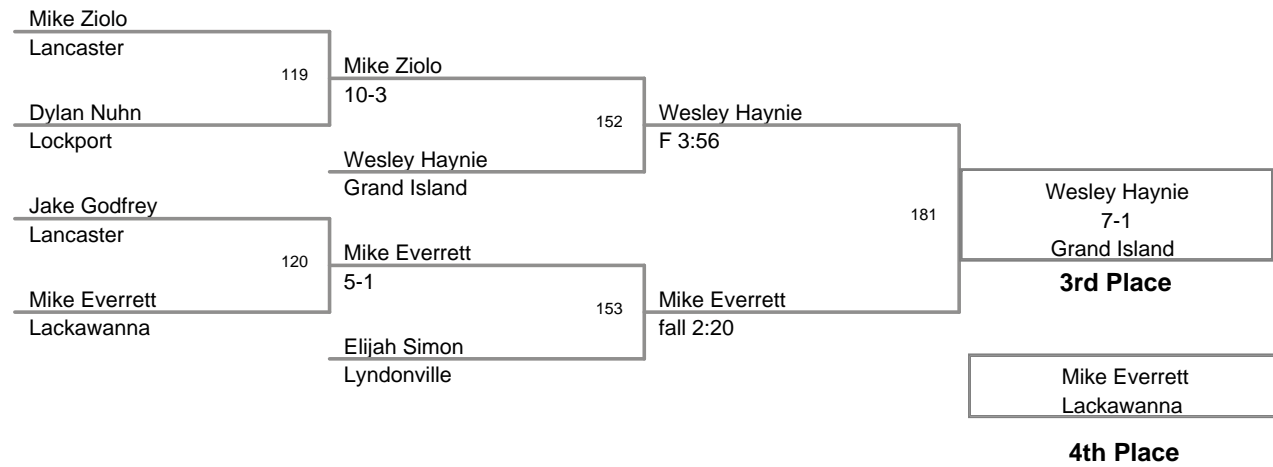 Mike Ziolo
Lancaster
119
Dylan Nuhn
Lockport
Jake Godfrey
Lancaster
120
Mike Everrett
Lackawanna
Mike Ziolo
10-3
152
Wesley Haynie
Grand Island
Mike Everrett
5-1
153
Elijah Simon
Lyndonville
Wesley Haynie
F 3:56
181
Mike Everrett
fall 2:20
Wesley Haynie
7-1
Grand Island
3rd Place
Mike Everrett
Lackawanna
4th Place